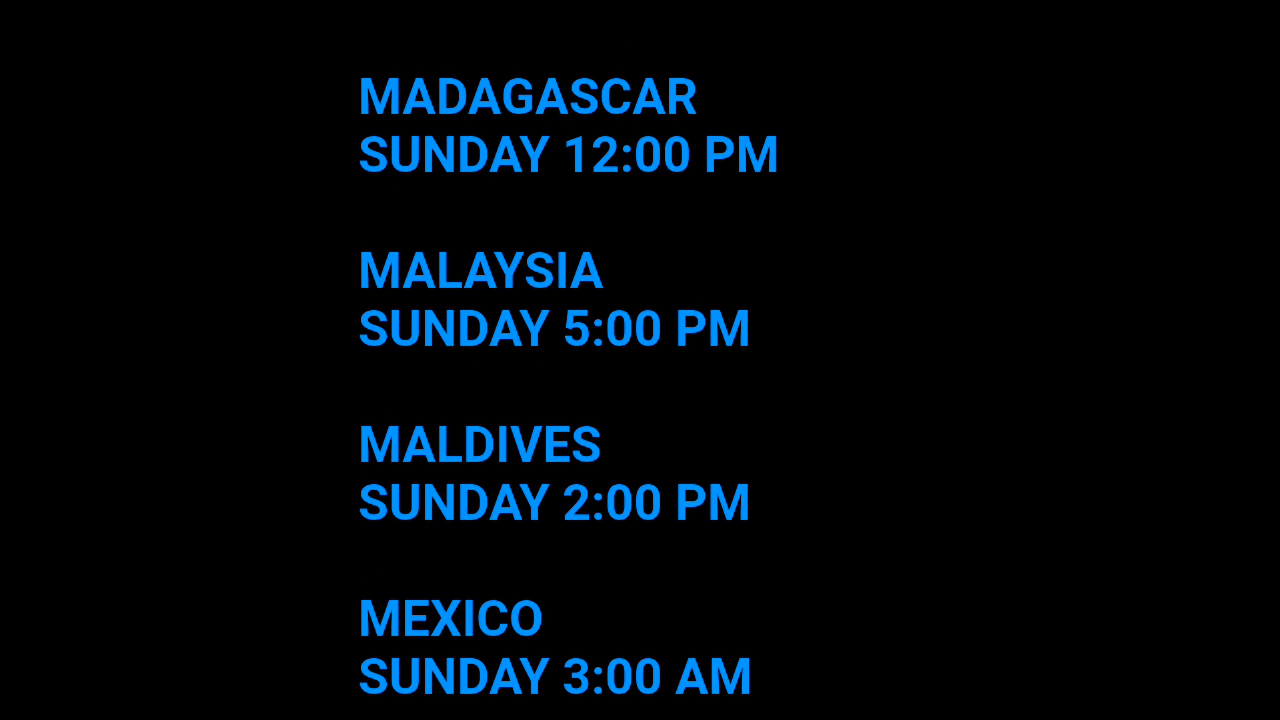 MADAGASCAR
SUNDAY 12:00 PM
MALAYSIA
SUNDAY 5:00 PM
MALDIVES
SUNDAY 2:00 PM
MEXICO
SUNDAY 3:00 AM